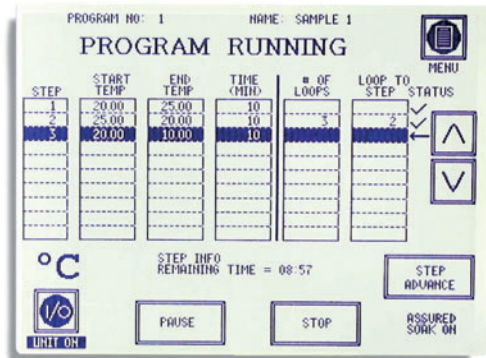 PROGRAM NO: 1 NAME: SAMPLE 1
PROGRAM RUNNING
MENU
STEP START TEMP END TEMP TIME (MIN) # OF LOOPS LOOP TO STEP STATUS
1 20.00 25.00 10
2 25.00 20.00 10 3 2
3 20.00 10.00 10
°C
STEP INFO
REMAINING TIME = 08:57
STEP ADVANCE
I/O
UNIT ON
PAUSE
STOP
ASSURED SOAK ON